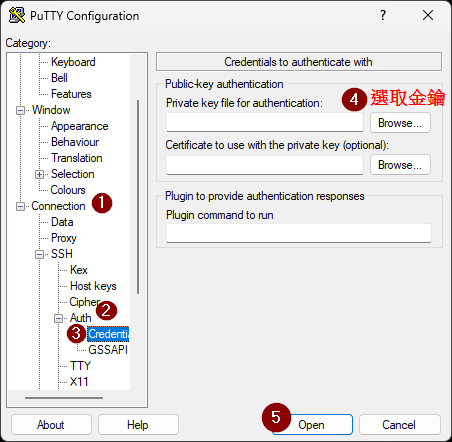 PuTTY Configuration
?
Category:
Keyboard
Bell
Features
Window
Appearance
Behaviour
Translation
Selection
Colours
Connection 1
Data
Proxy
SSH
Kex
Host keys
Cipher
Auth 2
3 Credentia
GSSAPI
TTY
X11
Credentials to authenticate with
Public-key authentication
Private key file for authentication:
4 選取金鑰
Browse...
Certificate to use with the private key (optional):
Browse...
Plugin to provide authentication responses
Plugin command to run
About
Help
5 Open
Cancel